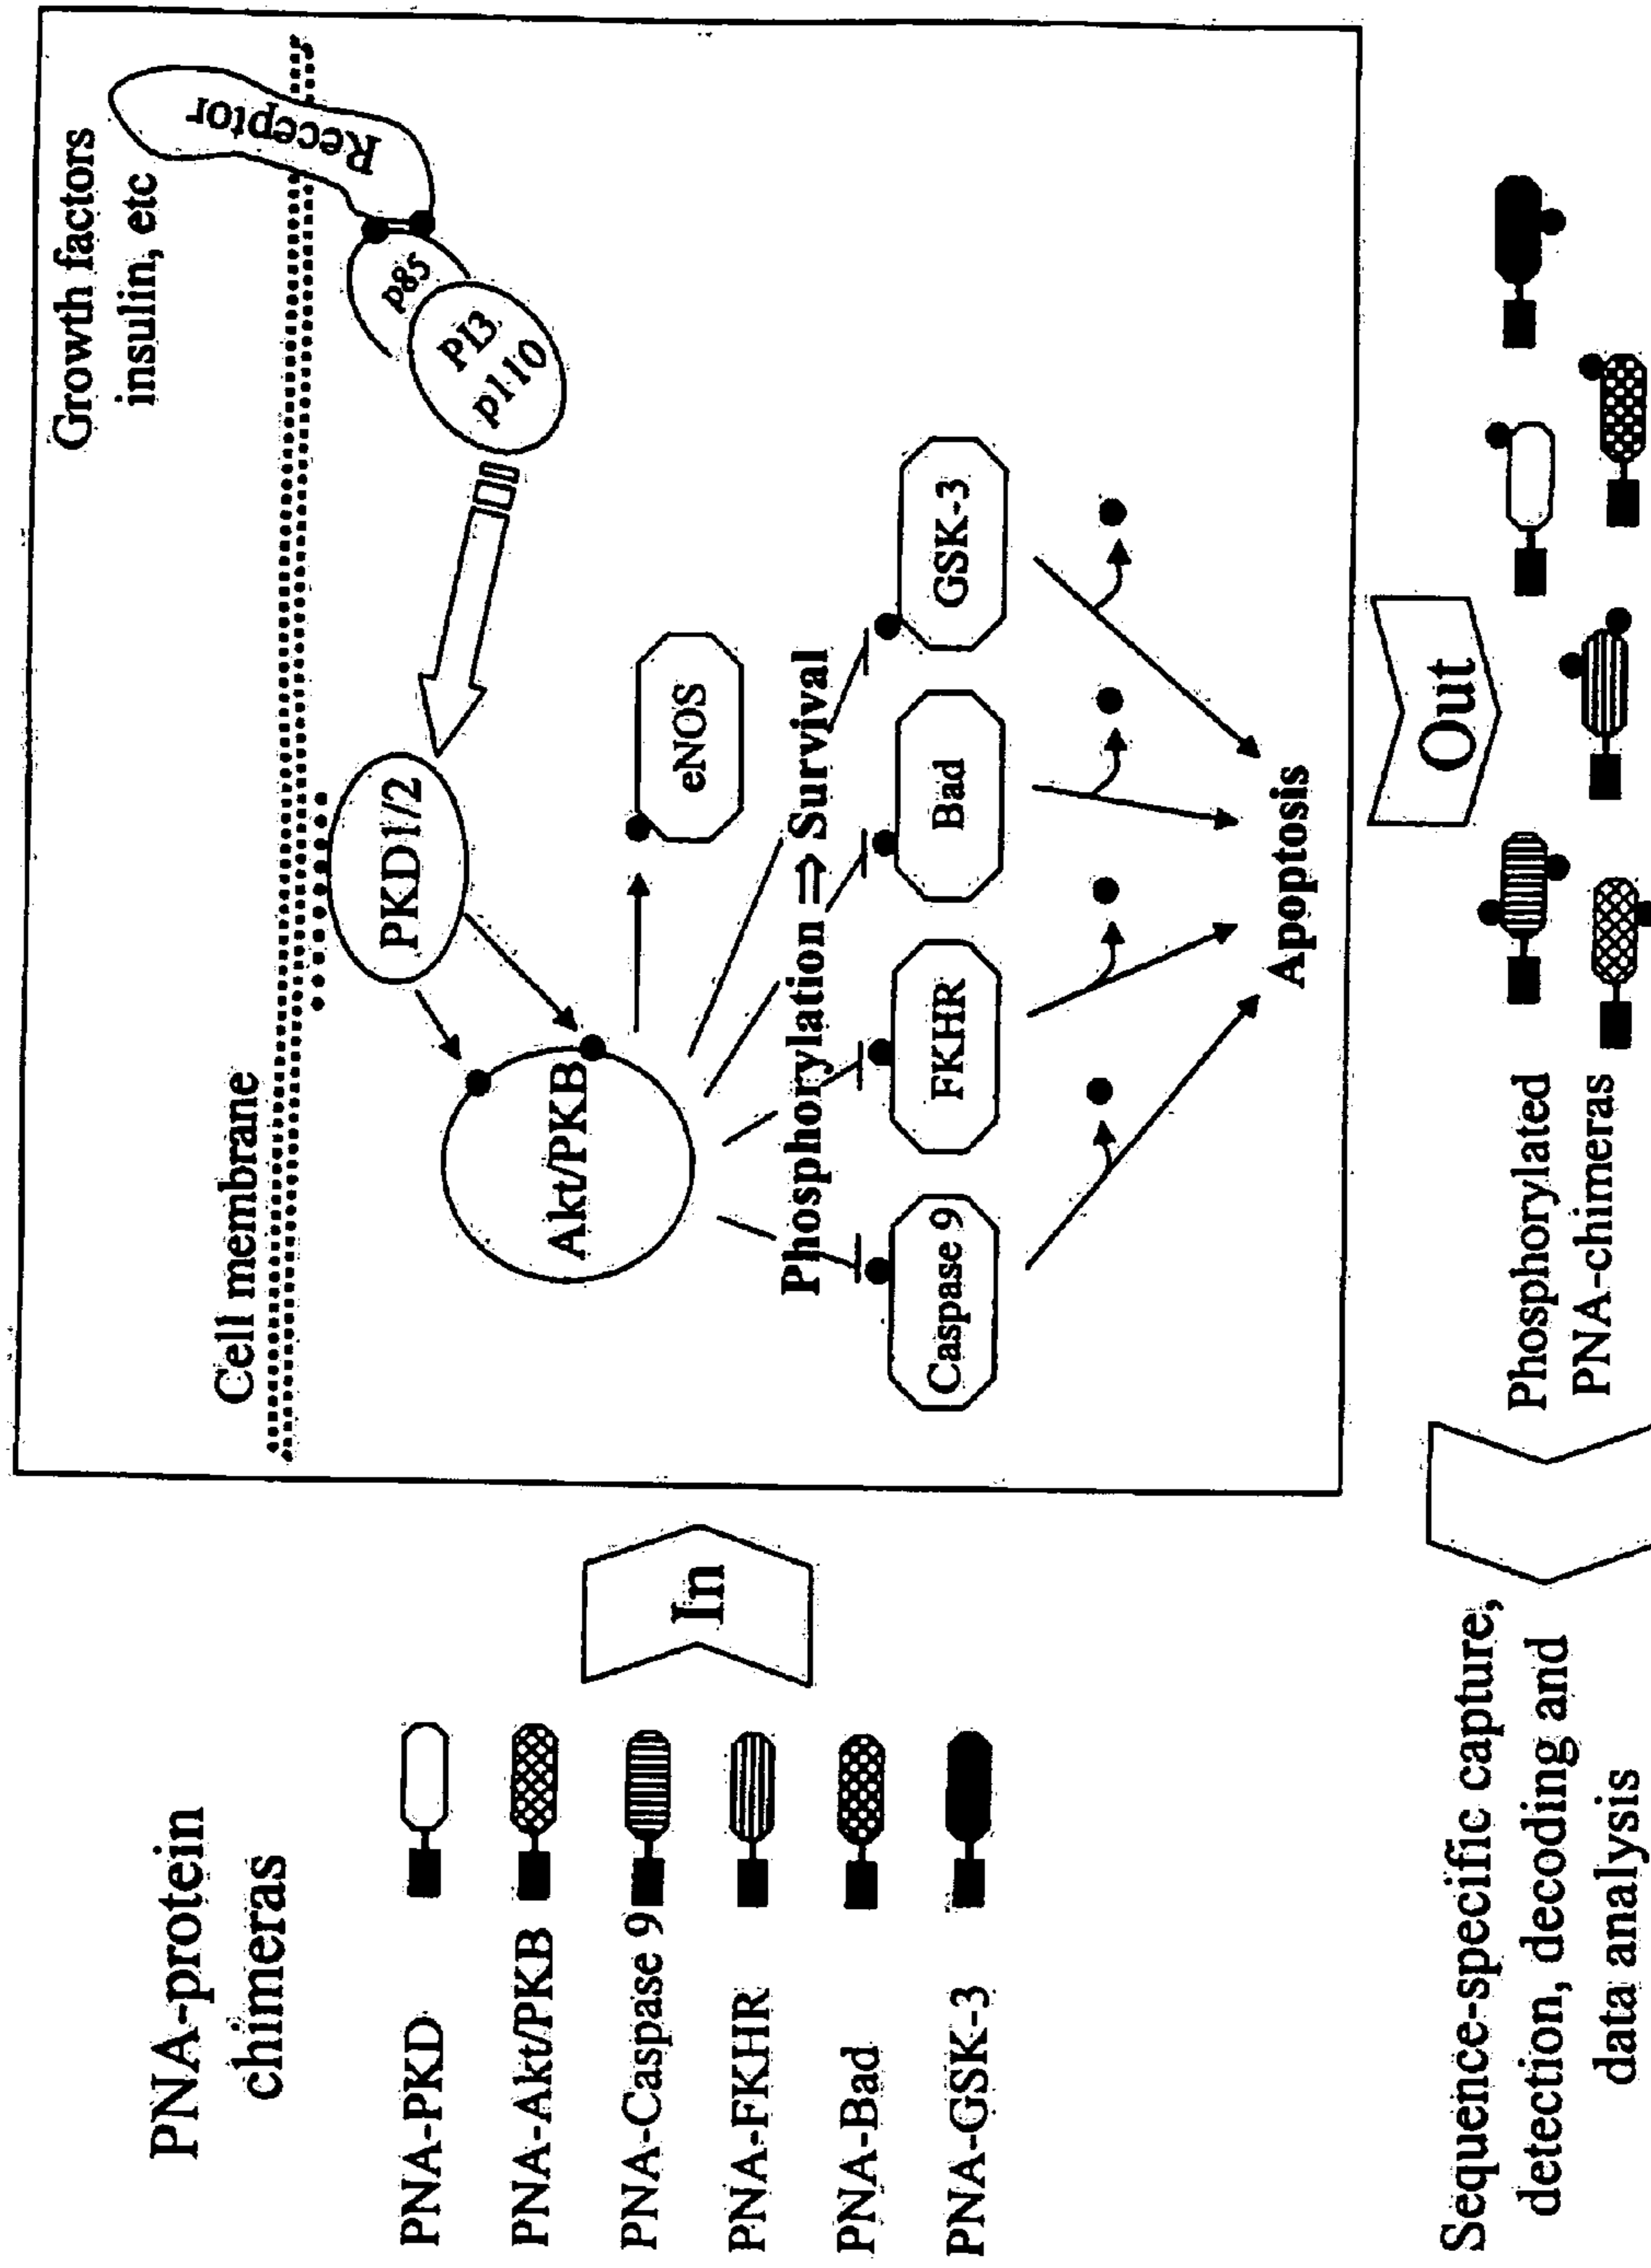 PNA-protein
chimeras
PNA-PKD
PNA-Akt/PKB
PNA-Caspase 9
PNA-FKHR
PNA-Bad
PNA-GSK-3
In
Growth factors
insulin, etc
Cell membrane
Receptor
p85
PI3
p110
PKD1/2
Akt/PKB
eNOS
Phosphorylation ⇒ Survival
Caspase 9
FKHR
Bad
GSK-3
Apoptosis
Out
Phosphorylated
PNA-chimeras
Sequence-specific capture,
detection, decoding and
data analysis